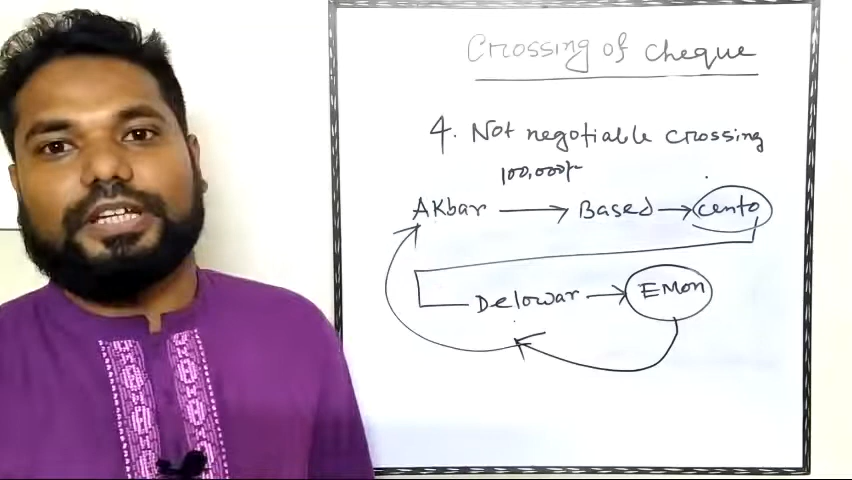 Crossing of cheque
4. Not negotiable crossing
100,000/-
Akbar → Based → cento
Delowar → EMon